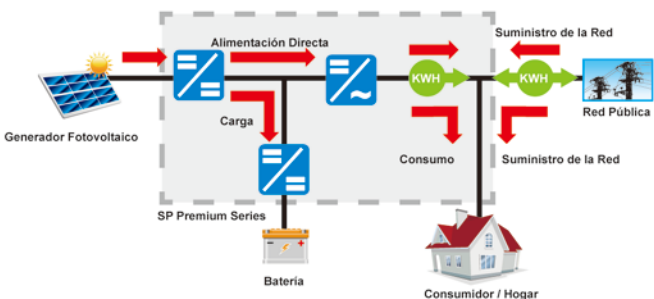 Alimentación Directa
Suministro de la Red
KWH
KWH
Generador Fotovoltaico
Carga
Red Pública
Consumo
Suministro de la Red
SP Premium Series
Bateria
Consumidor / Hogar